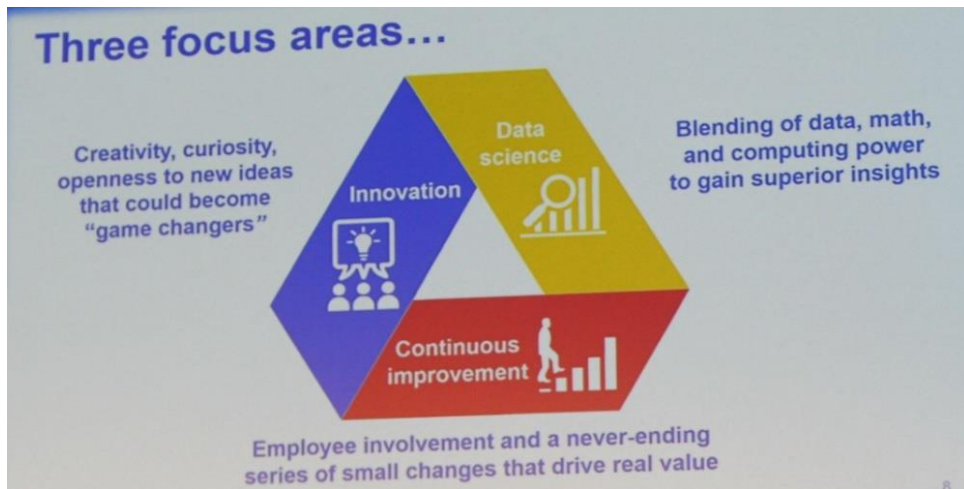 Three focus areas…
Creativity, curiosity,
openness to new ideas
that could become
“game changers”
Innovation
Data
science
Blending of data, math,
and computing power
to gain superior insights
Continuous
improvement
Employee involvement and a never-ending
series of small changes that drive real value
8